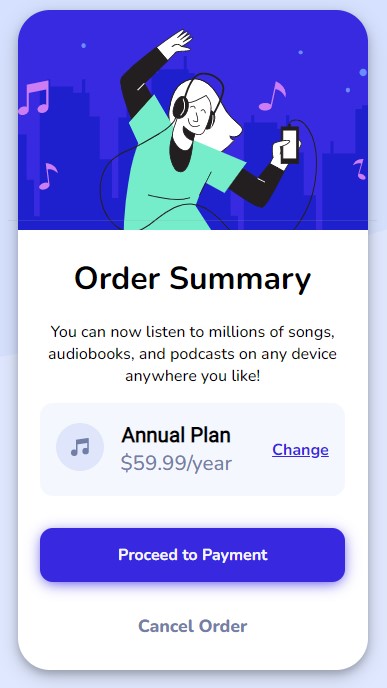 Order Summary
You can now listen to millions of songs,
audiobooks, and podcasts on any device
anywhere you like!
Annual Plan
$59.99/year
Change
Proceed to Payment
Cancel Order